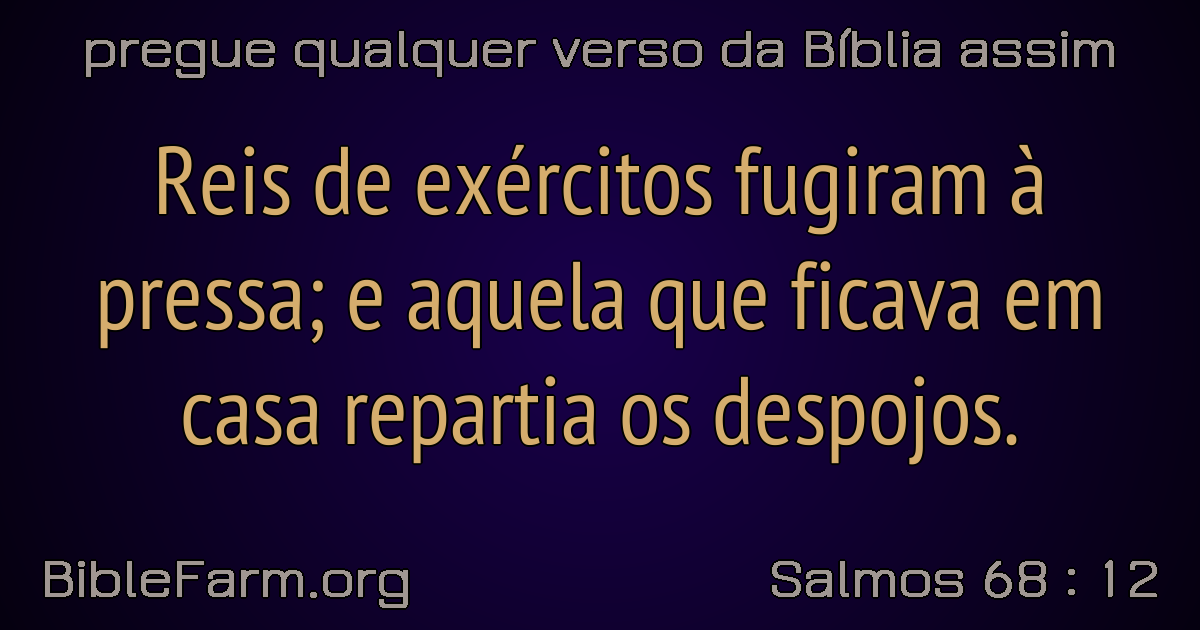 pregue qualquer verso da Bíblia assim
Reis de exércitos fugiram à
pressa; e aquela que ficava em
casa repartia os despojos.
BibleFarm.org
Salmos 68 : 12